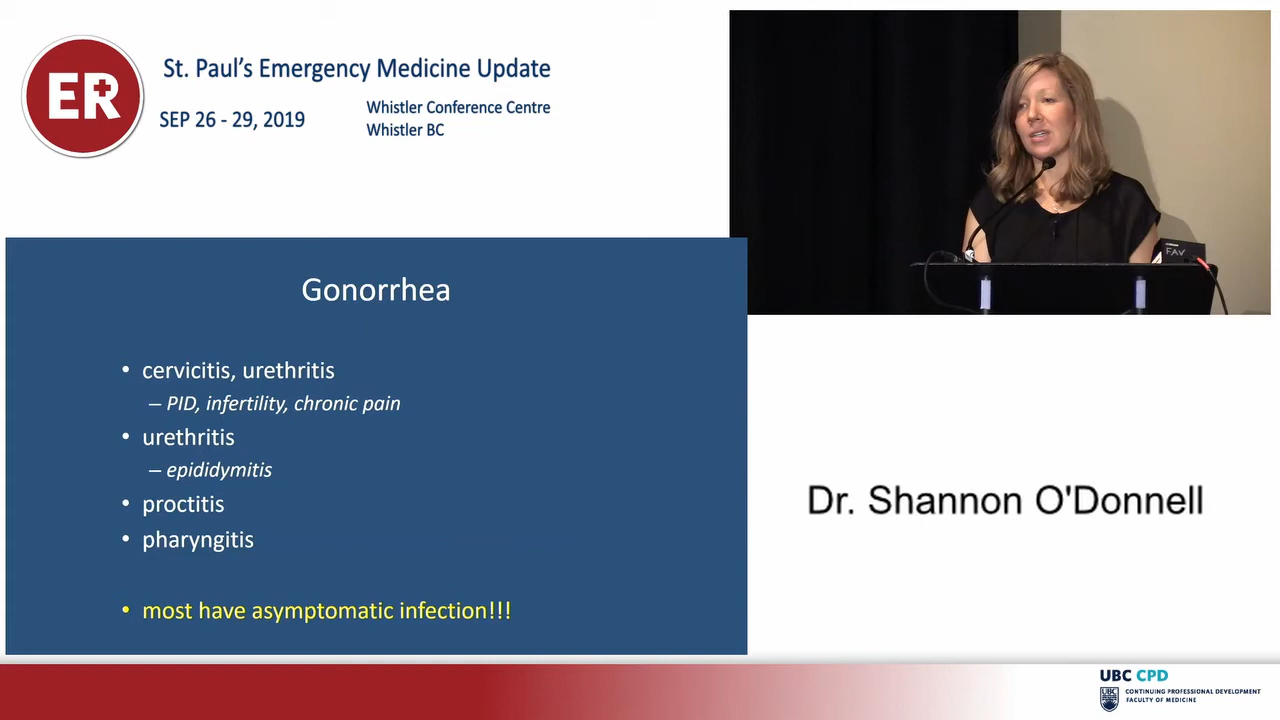 ER
St. Paul's Emergency Medicine Update
SEP 26 - 29, 2019
Whistler Conference Centre
Whistler BC
FAV
Gonorrhea
• cervicitis, urethritis
– PID, infertility, chronic pain
• urethritis
– epididymitis
• proctitis
• pharyngitis
• most have asymptomatic infection!!!
Dr. Shannon O'Donnell
UBC CPD
CONTINUING PROFESSIONAL DEVELOPMENT
FACULTY OF MEDICINE